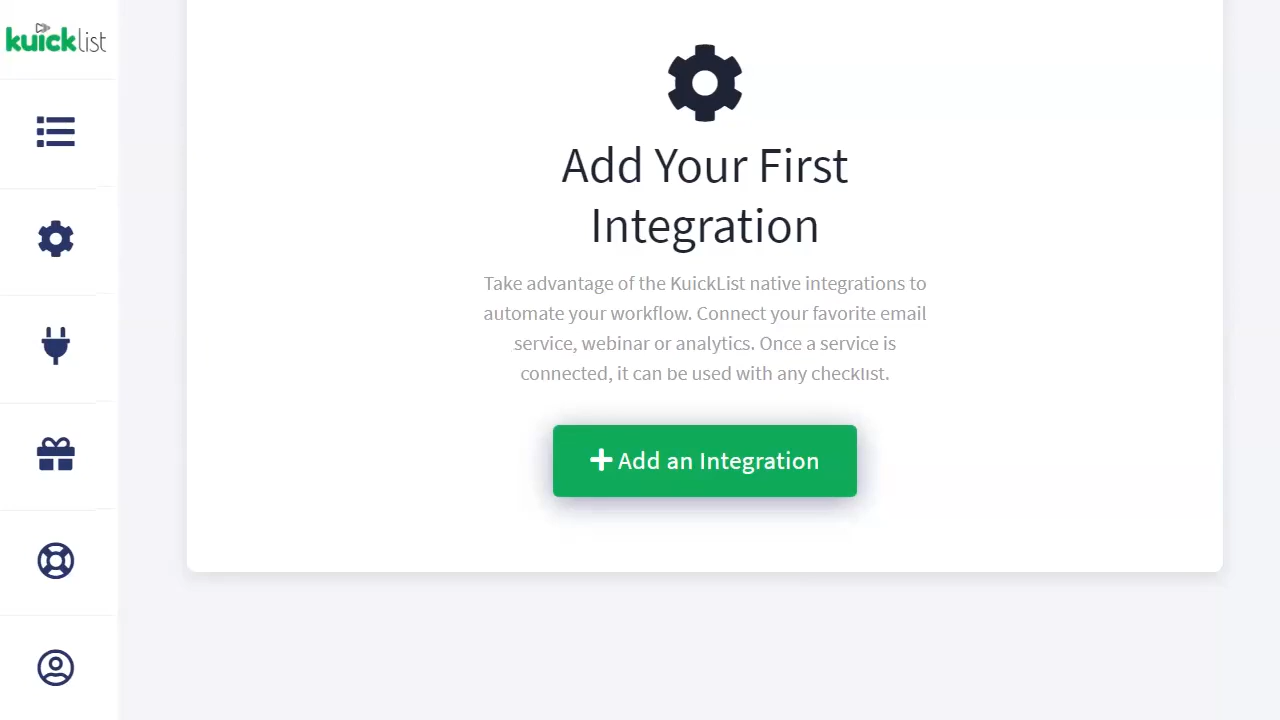 kuicklist
Add Your First
Integration
Take advantage of the KuickList native integrations to
automate your workflow. Connect your favorite email
service, webinar or analytics. Once a service is
connected, it can be used with any checklist.
Add an Integration